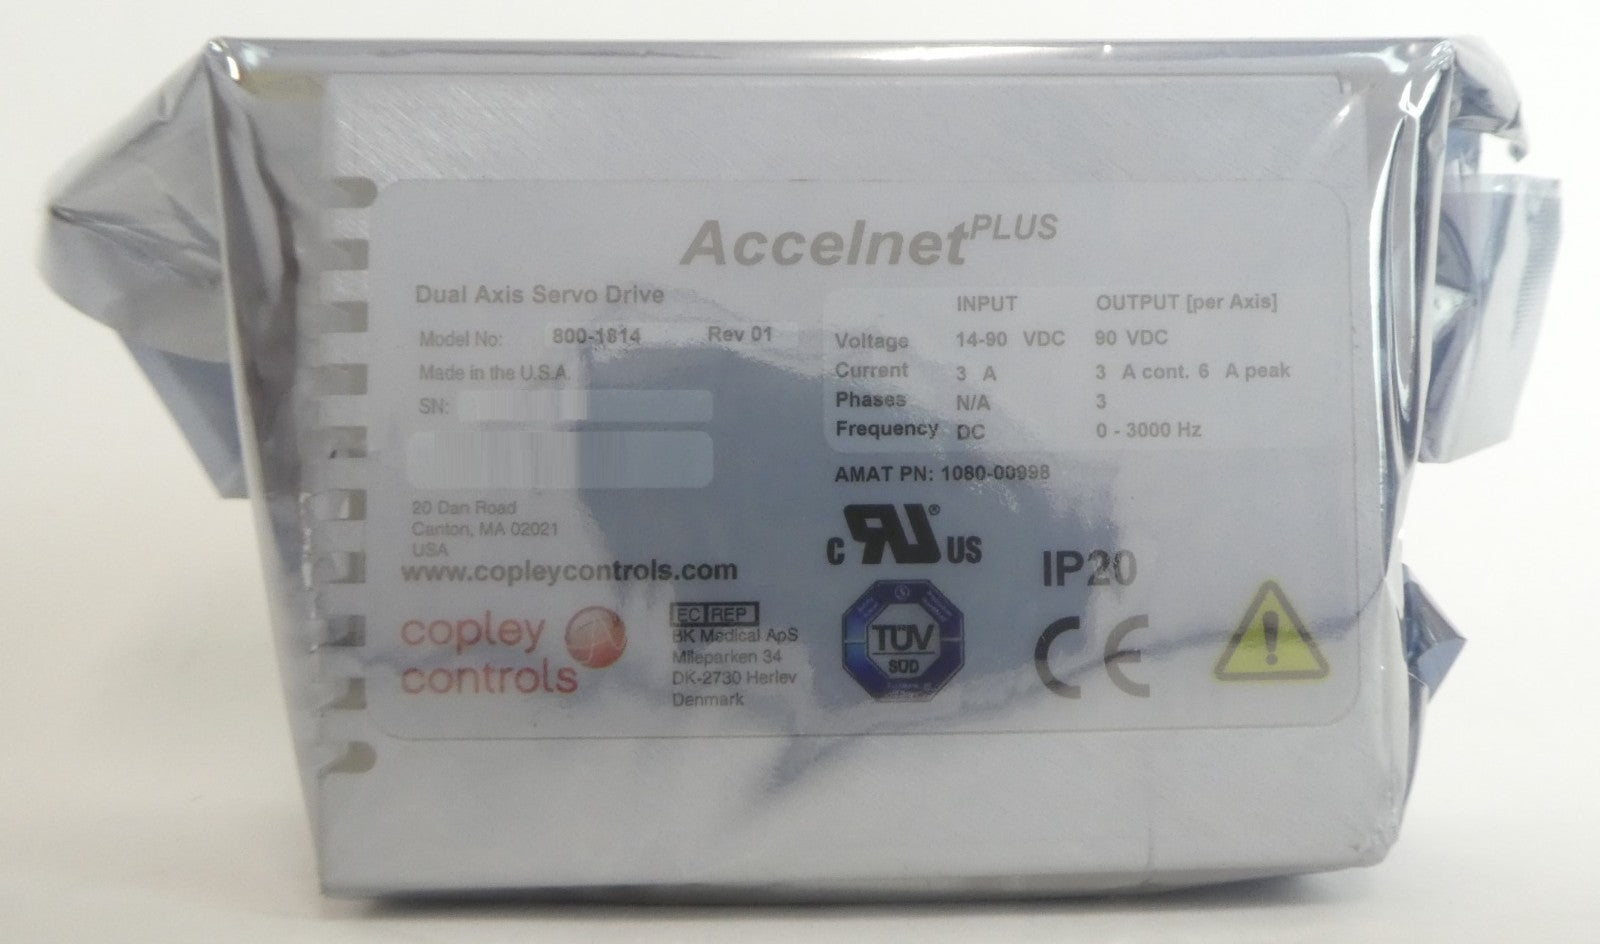 Accelnet PLUS
Dual Axis Servo Drive
Model No: 800-1814 Rev 01
Made in the U.S.A.
SN:
INPUT OUTPUT [per Axis]
Voltage 14-90 VDC 90 VDC
Current 3 A 3 A cont. 6 A peak
Phases N/A 3
Frequency DC 0 - 3000 Hz
AMAT PN: 1080-00998
20 Dan Road
Canton, MA 02021
USA
www.copleycontrols.com
copley
controls
EC REP
BK Medical ApS
Mileparken 34
DK-2730 Herlev
Denmark
c RU® US
IP20
TÜV
SÜD
CE